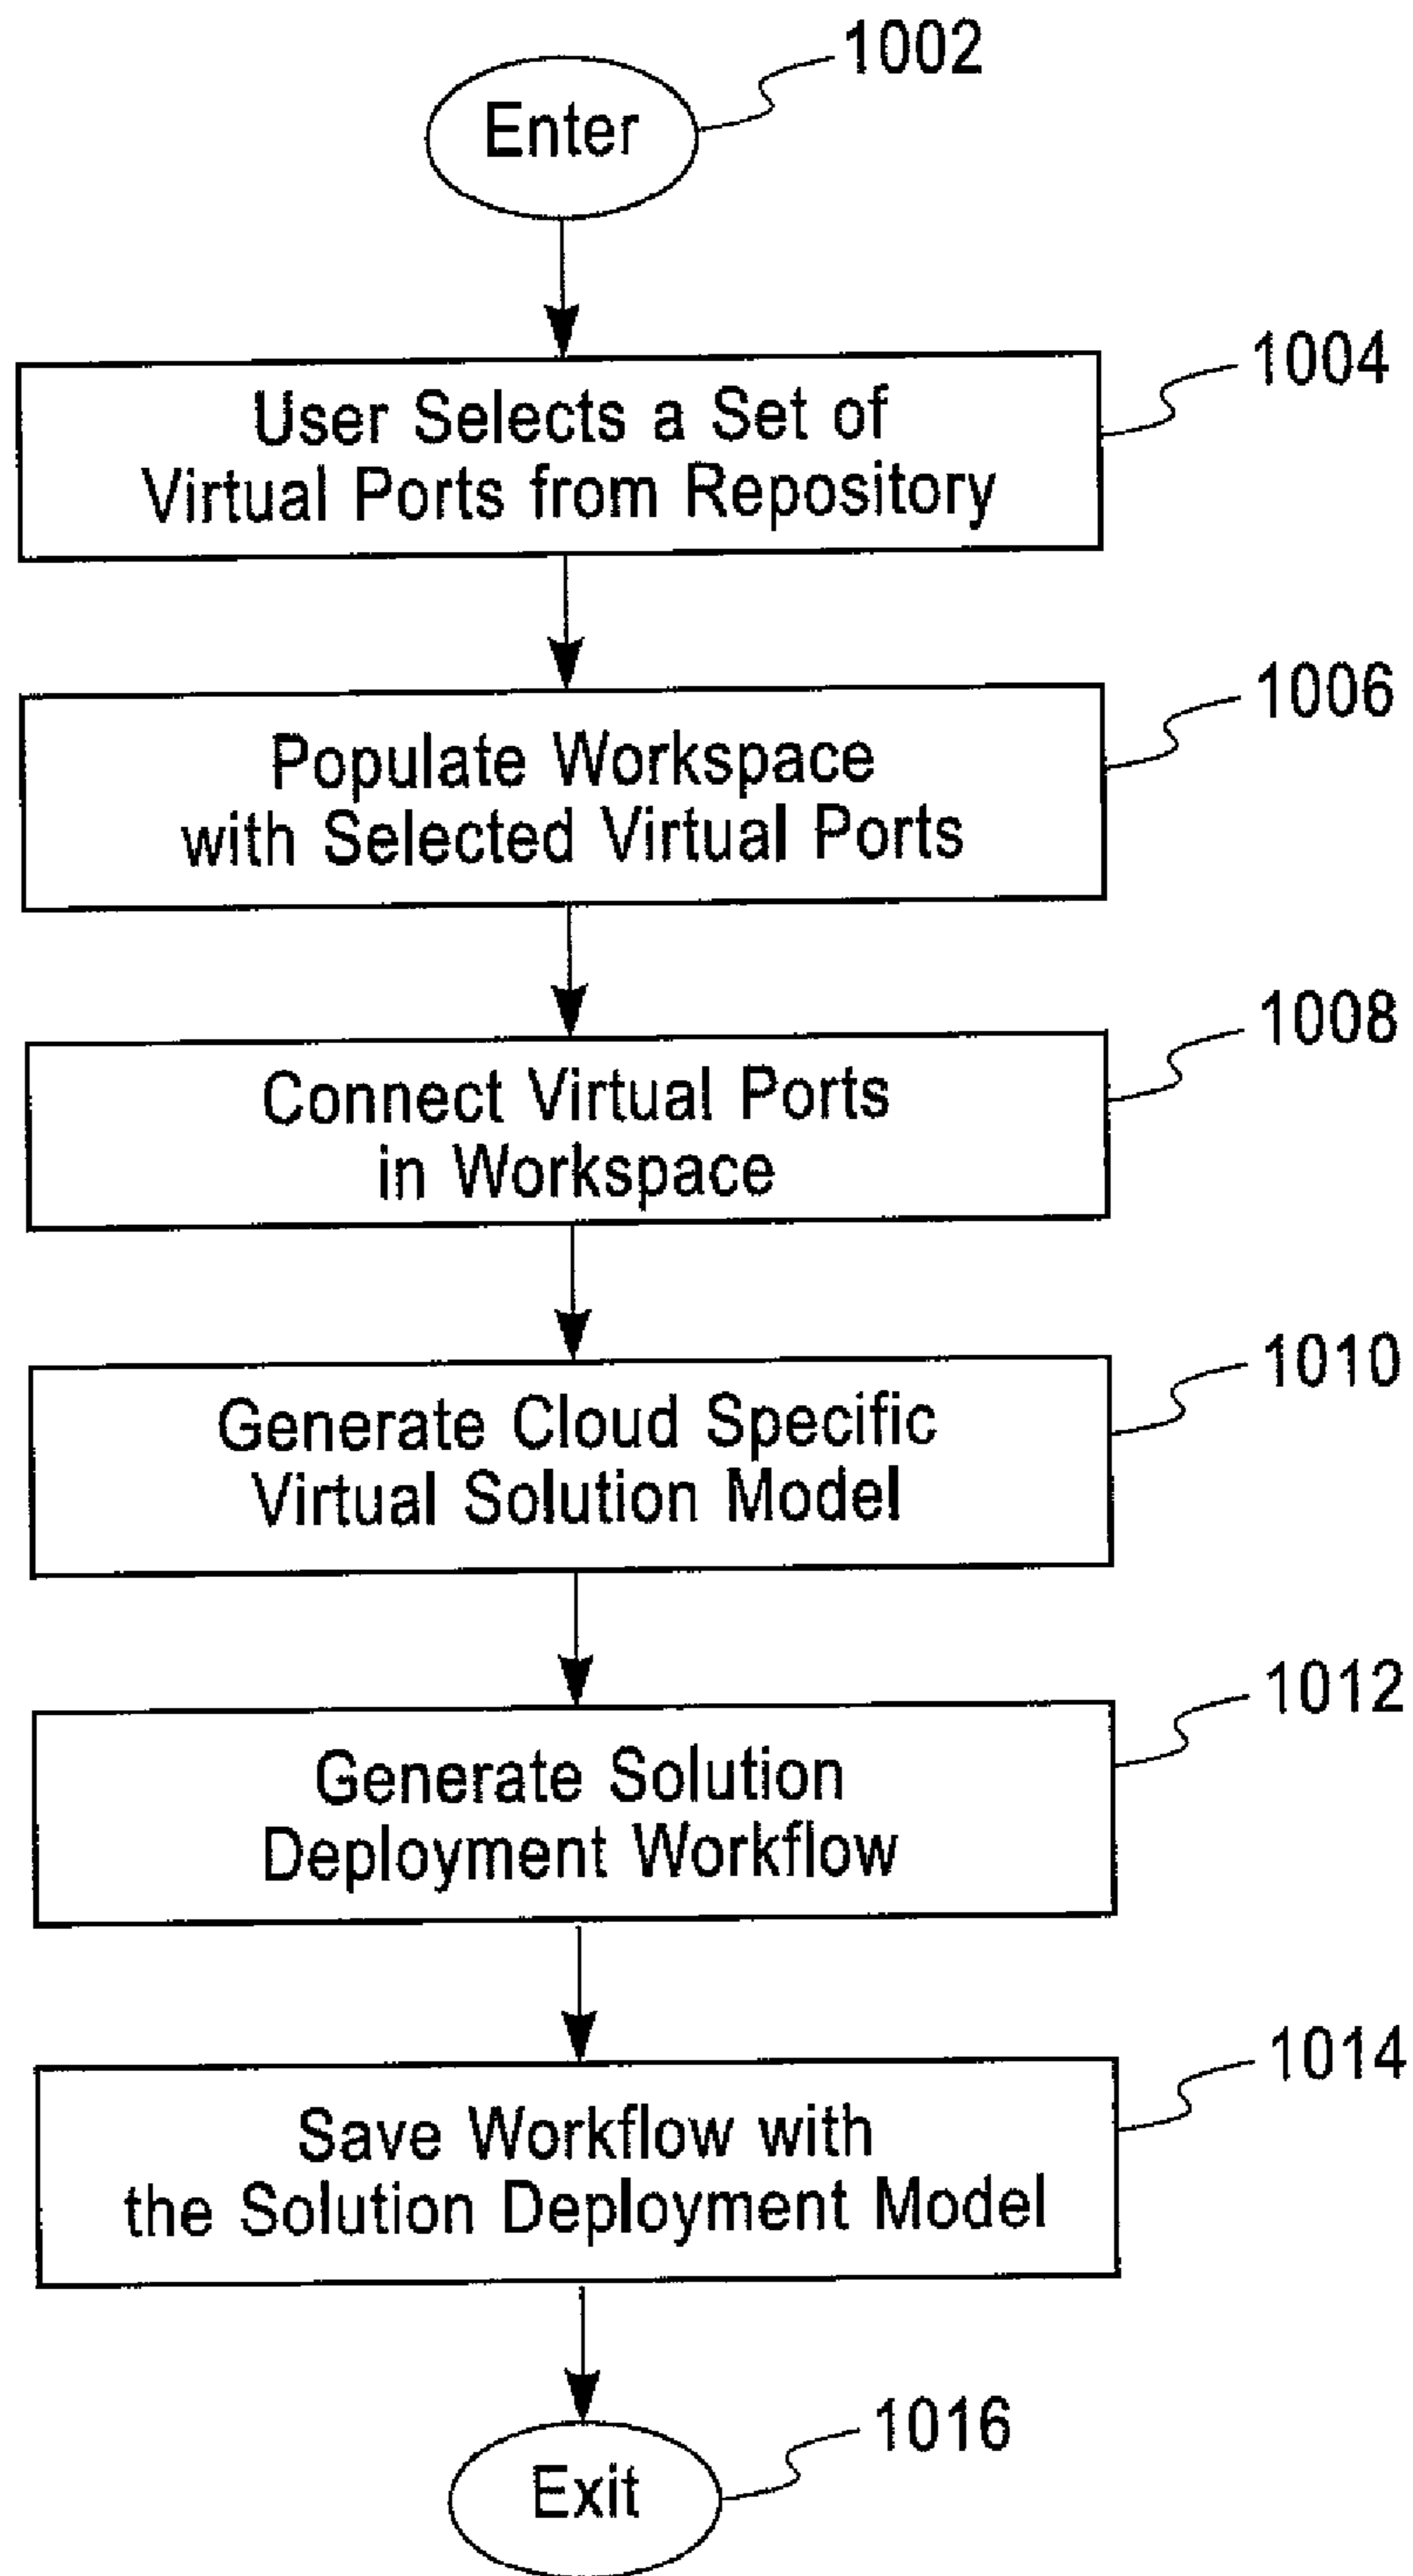 1002
Enter
1004
User Selects a Set of
Virtual Ports from Repository
1006
Populate Workspace
with Selected Virtual Ports
1008
Connect Virtual Ports
in Workspace
1010
Generate Cloud Specific
Virtual Solution Model
1012
Generate Solution
Deployment Workflow
1014
Save Workflow with
the Solution Deployment Model
1016
Exit